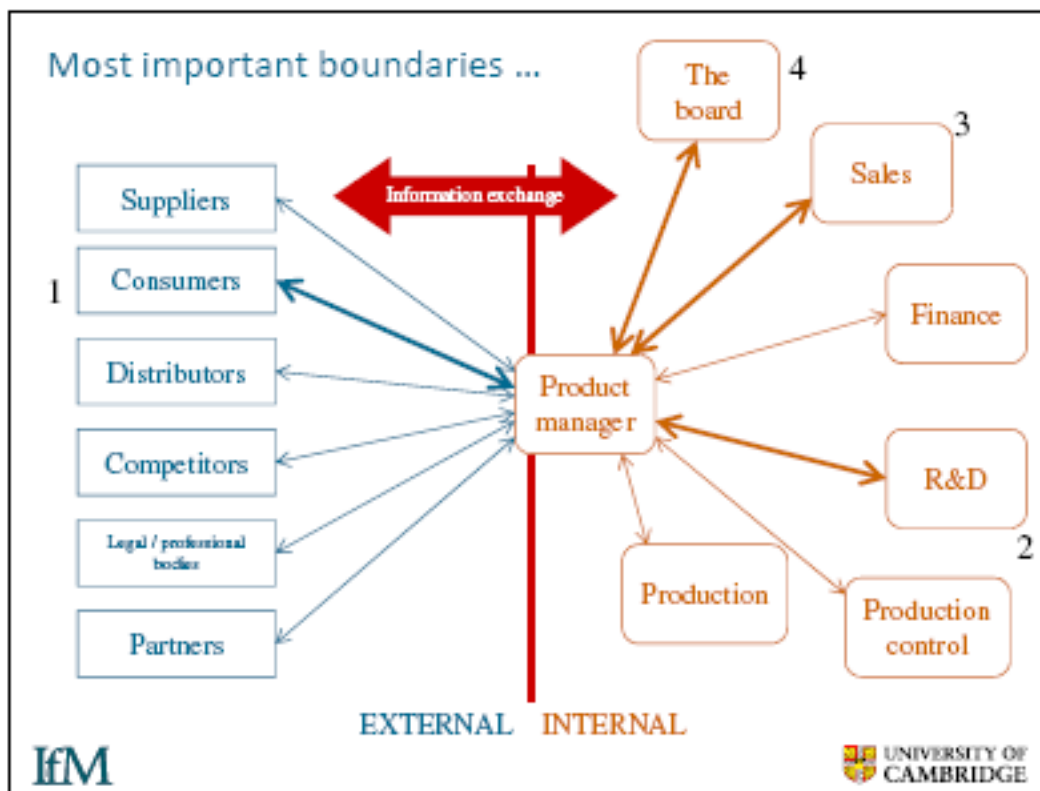 Most important boundaries ...
The
board
4
3
Sales
Information exchange
Suppliers
1
Consumers
Finance
Distributors
Product
manager
Competitors
R&D
2
Legal / professional
bodies
Production
Production
control
Partners
EXTERNAL
INTERNAL
IfM
UNIVERSITY OF
CAMBRIDGE